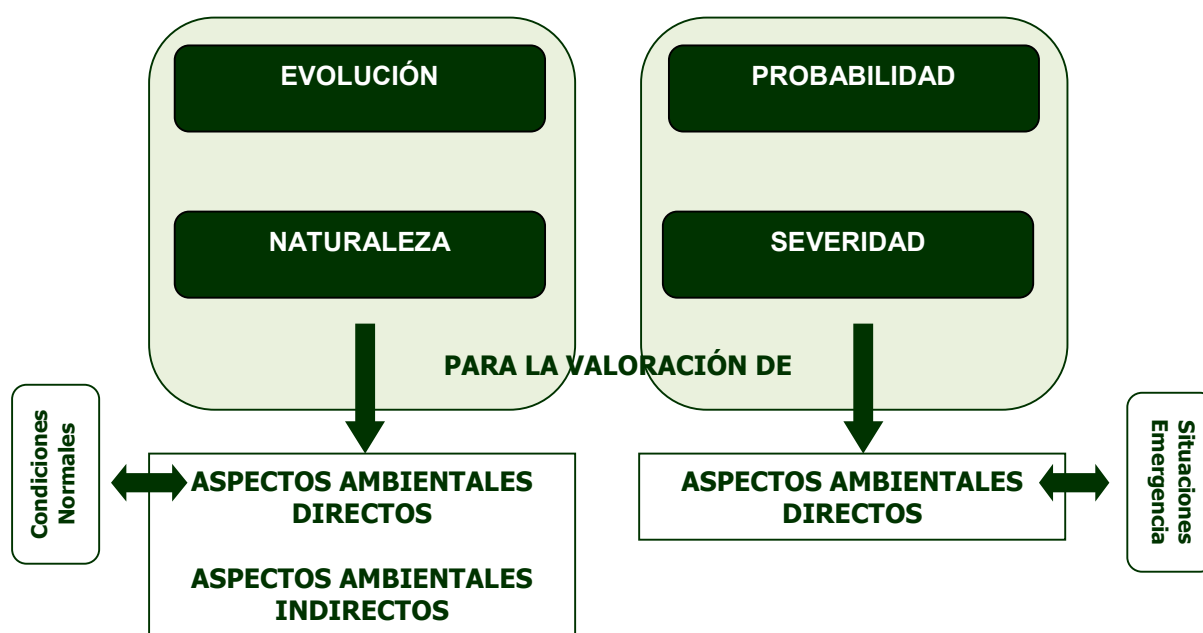 EVOLUCIÓN
NATURALEZA
PROBABILIDAD
SEVERIDAD
PARA LA VALORACIÓN DE
Condiciones
Normales
ASPECTOS AMBIENTALES
DIRECTOS
ASPECTOS AMBIENTALES
INDIRECTOS
ASPECTOS AMBIENTALES
DIRECTOS
Situaciones
Emergencia